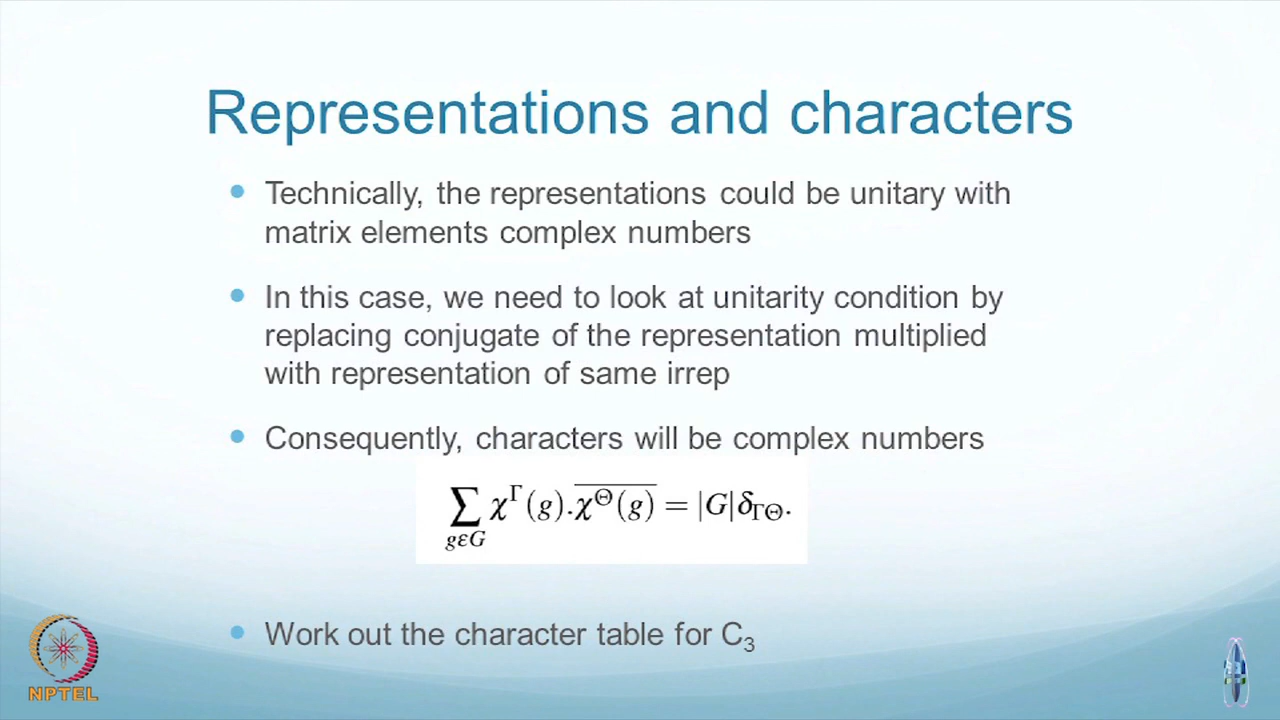 Representations and characters
Technically, the representations could be unitary with
matrix elements complex numbers
In this case, we need to look at unitarity condition by
replacing conjugate of the representation multiplied
with representation of same irrep
Consequently, characters will be complex numbers
∑ χ^Γ(g).\overline{χ^Θ(g)} = |G|δ_{ΓΘ}.
gεG
Work out the character table for C₃
NPTEL